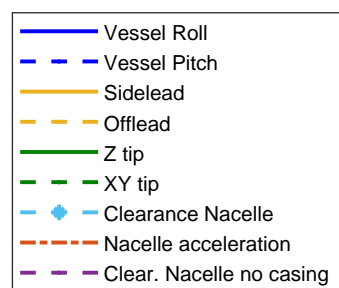 Vessel Roll
Vessel Pitch
Sidelead
Offlead
Z tip
XY tip
Clearance Nacelle
Nacelle acceleration
Clear. Nacelle no casing